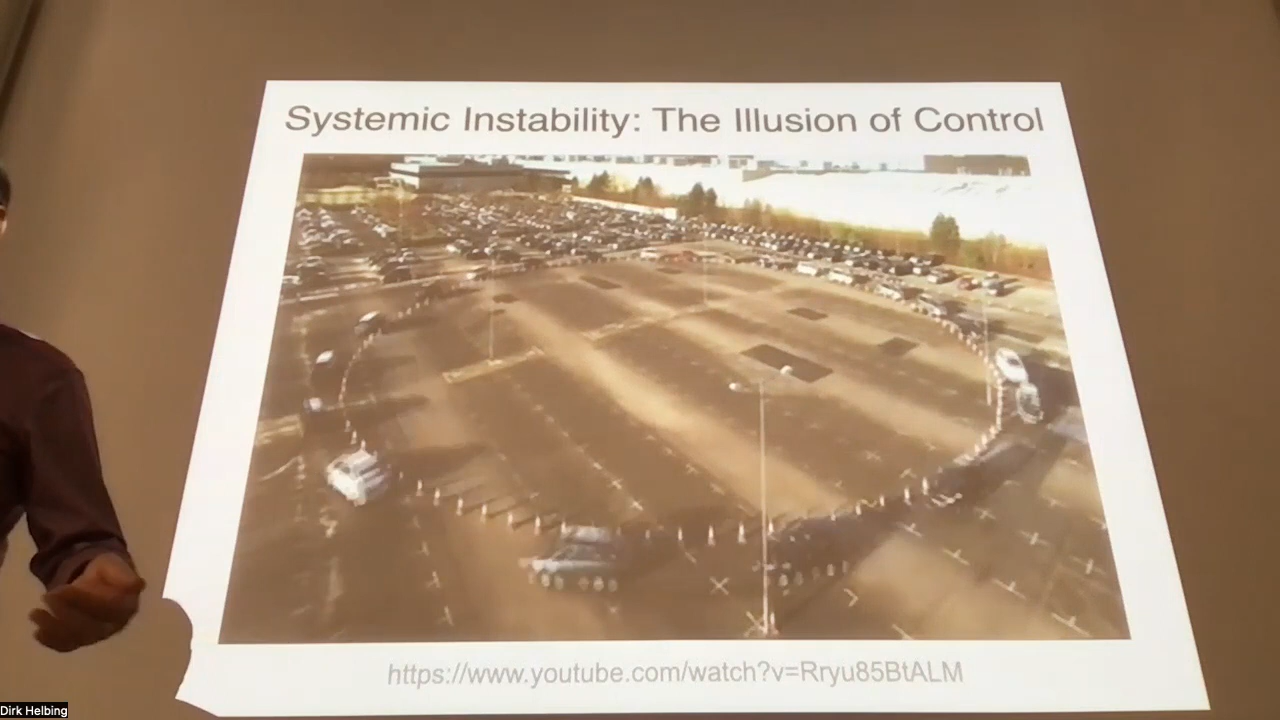 Systemic Instability: The Illusion of Control
https://www.youtube.com/watch?v=Rryu85BtALM
Dirk Helbing